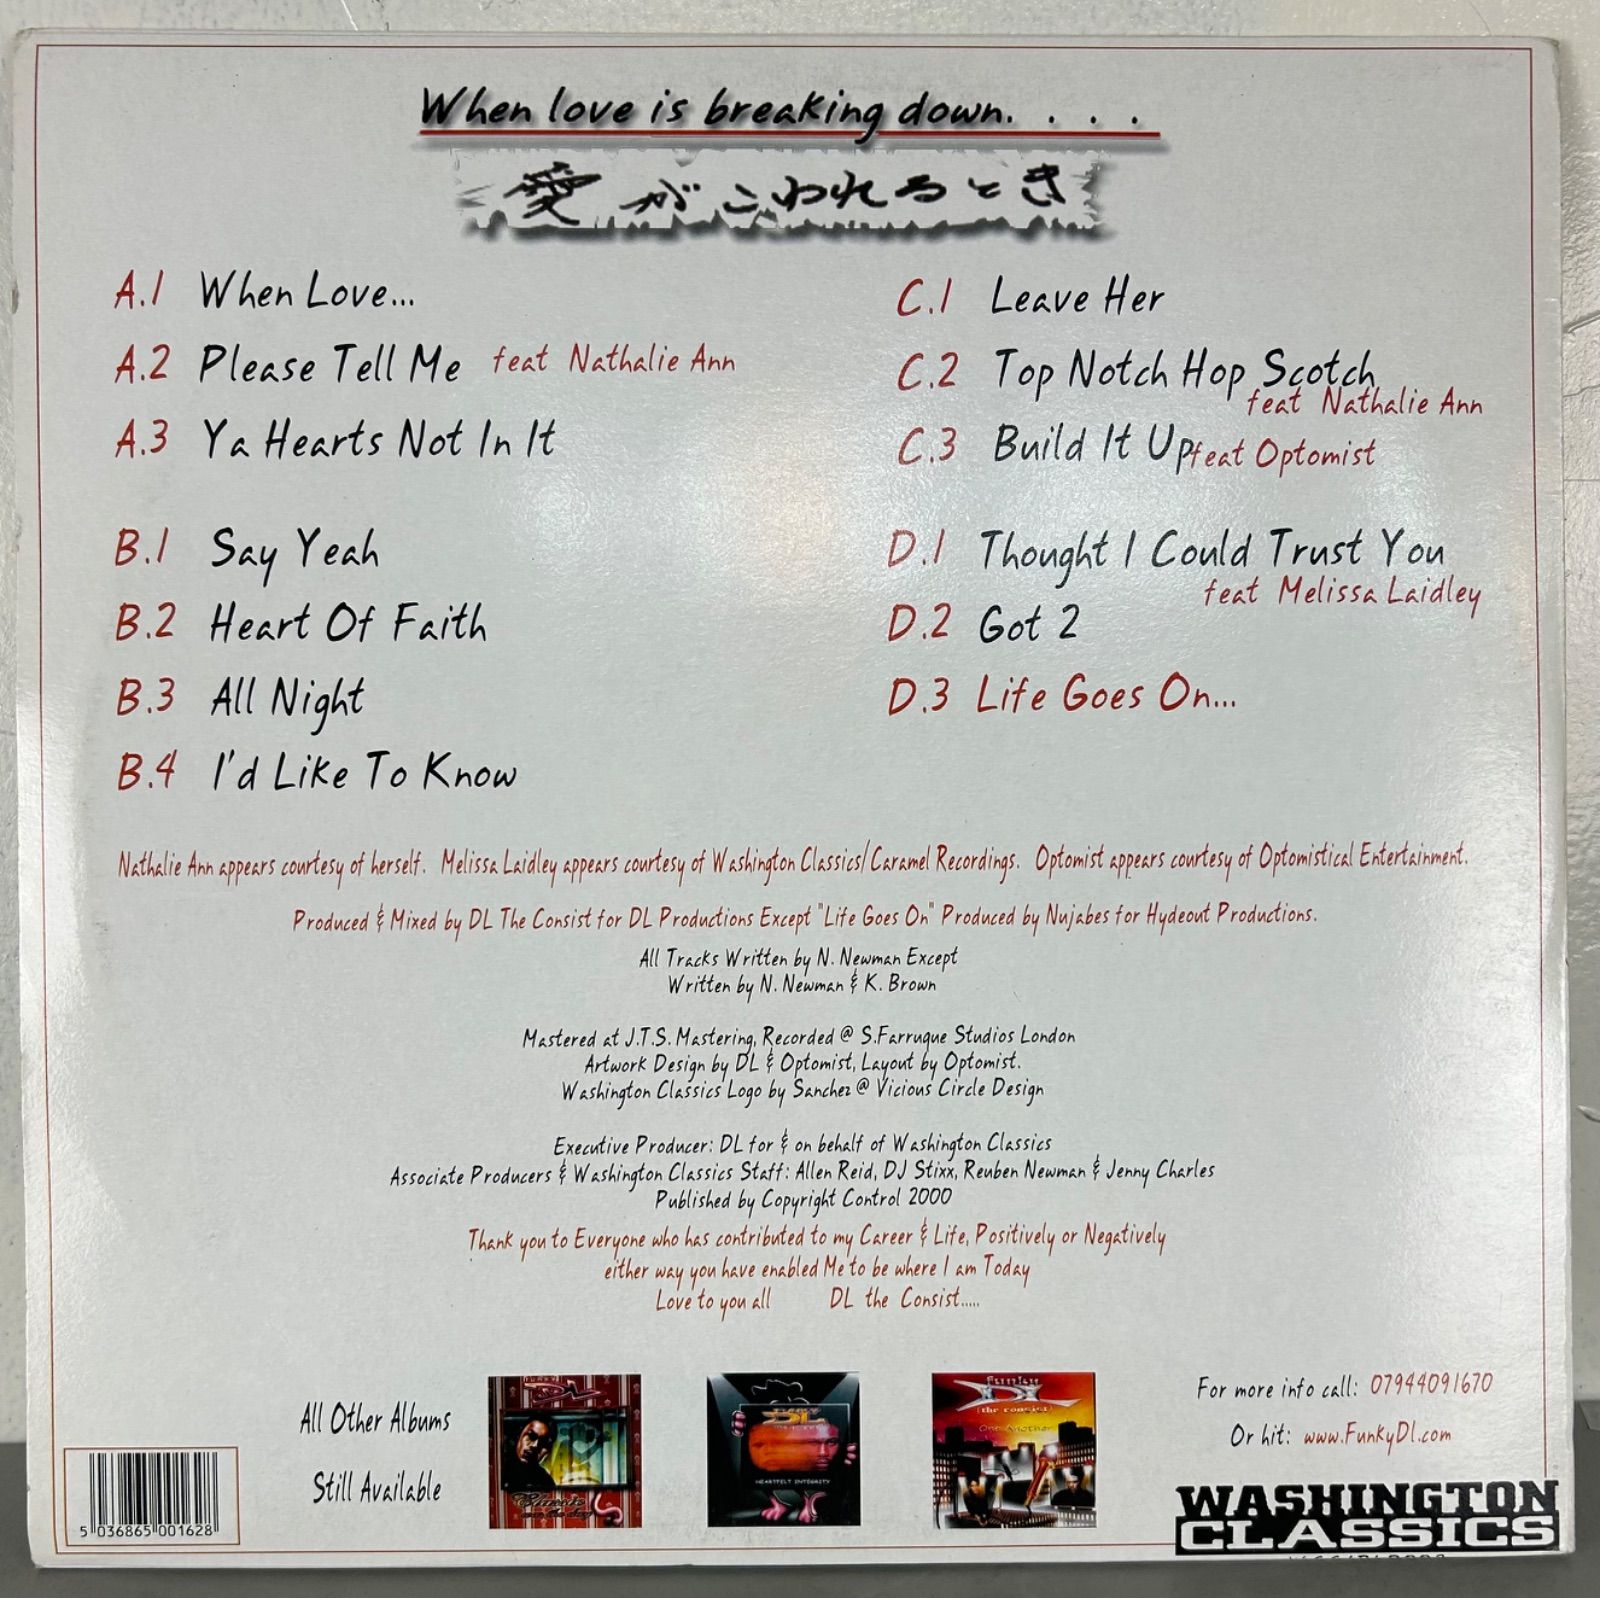 When love is breaking down. . . . .
愛がこわれるとき
A.1 When Love...
A.2 Please Tell Me feat Nathalie Ann
A.3 Ya Hearts Not In It
B.1 Say Yeah
B.2 Heart Of Faith
B.3 All Night
B.4 I'd Like To Know
C.1 Leave Her
C.2 Top Notch Hop Scotch
feat Nathalie Ann
C.3 Build It Up feat Optomist
D.1 Thought I Could Trust You
feat Melissa Laidley
D.2 Got 2
D.3 Life Goes On...
Nathalie Ann appears courtesy of herself. Melissa Laidley appears courtesy of Washington Classics/Caramel Recordings. Optomist appears courtesy of Optomistical Entertainment.
Produced & Mixed by DL The Consist for DL Productions Except "Life Goes On" Produced by Nujabes for Hydeout Productions.
All Tracks Written by N. Newman Except
Written by N. Newman & K. Brown
Mastered at J.T.S. Mastering, Recorded @ S.Farruque Studios London
Artwork Design by DL & Optomist, Layout by Optomist.
Washington Classics Logo by Sanchez @ Vicious Circle Design
Executive Producer: DL for & on behalf of Washington Classics
Associate Producers & Washington Classics Staff: Allen Reid, DJ Stixx, Reuben Newman & Jenny Charles
Published by Copyright Control 2000
Thank you to Everyone who has contributed to my Career & Life, Positively or Negatively
either way you have enabled Me to be where I am Today
Love to you all DL the Consist.....
All Other Albums
Still Available
DL
DL
HEARTFELT INTEGRITY
DL
(the consist)
One Another
For more info call: 07944091670
Or hit: www.FunkyDl.com
5 036865 001628
WASHINGTON
CLASSICS